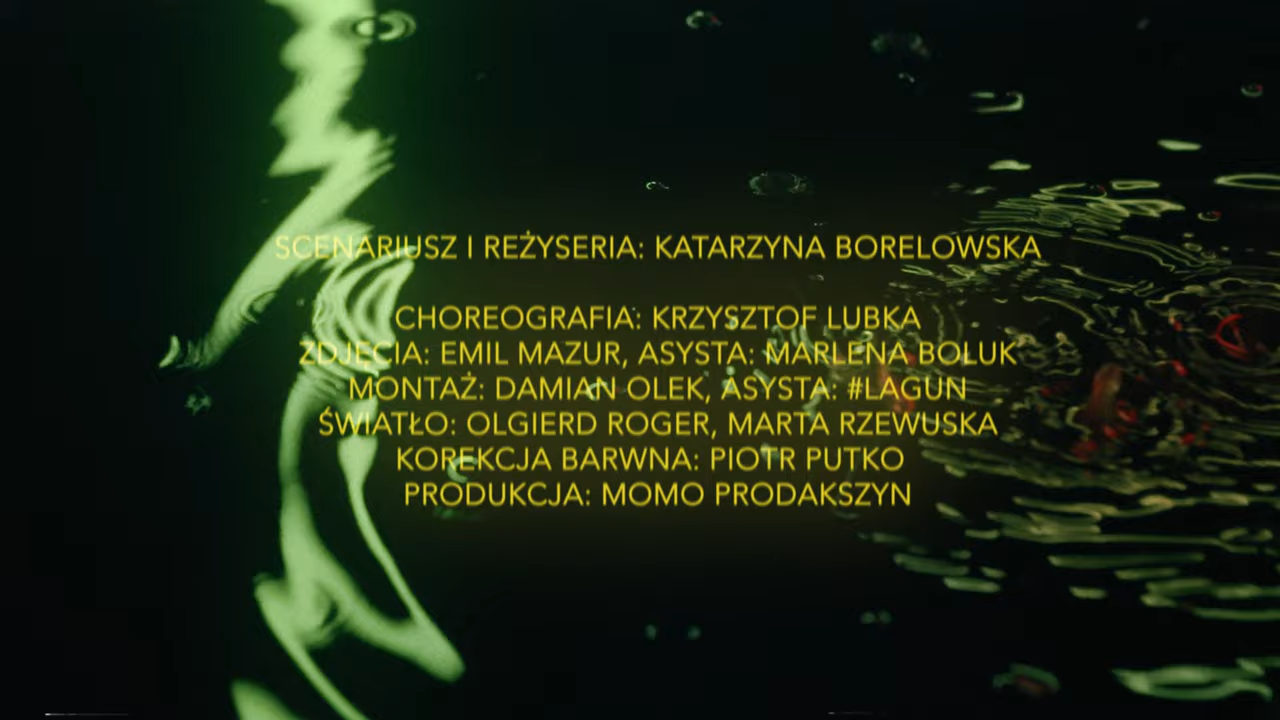 SCENARIUSZ I REŻYSERIA: KATARZYNA BORELOWSKA
CHOREOGRAFIA: KRZYSZTOF LUBKA
ZDJĘCIA: EMIL MAZUR, ASYSTA: MARLENA BOLUK
MONTAŻ: DAMIAN OLEK, ASYSTA: #LAGUN
ŚWIATŁO: OLGIERD ROGER, MARTA RZEWUSKA
KOREKCJA BARWNA: PIOTR PUTKO
PRODUKCJA: MOMO PRODAKSZYN